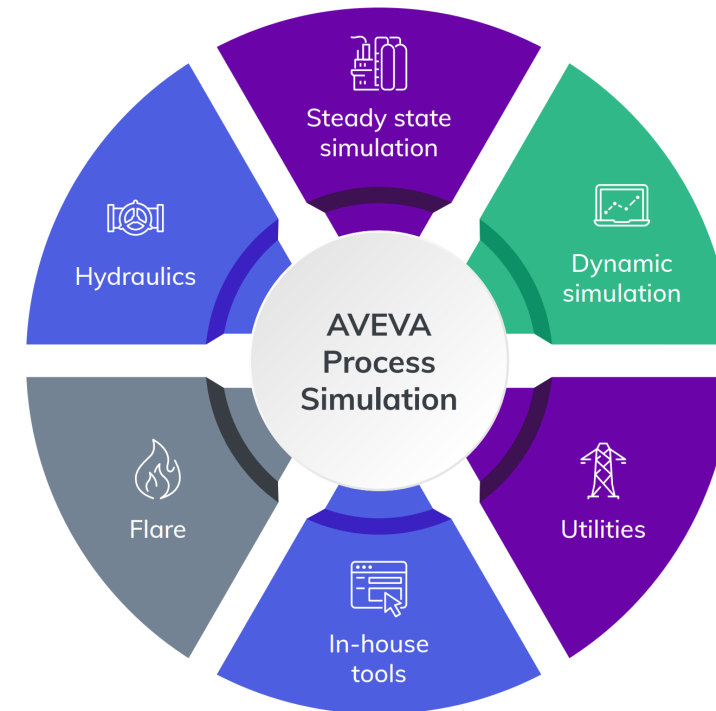 Steady state
simulation
Dynamic
simulation
Hydraulics
AVEVA
Process
Simulation
Flare
Utilities
In-house
tools